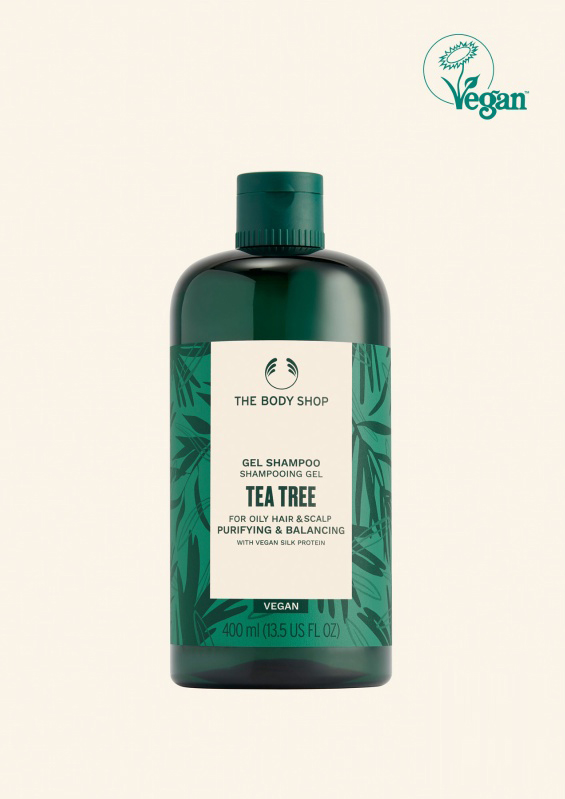 Vegan™
THE BODY SHOP
GEL SHAMPOO
SHAMPOOING GEL
TEA TREE
FOR OILY HAIR & SCALP
PURIFYING & BALANCING
WITH VEGAN SILK PROTEIN
VEGAN
400 ml (13.5 US FL OZ)